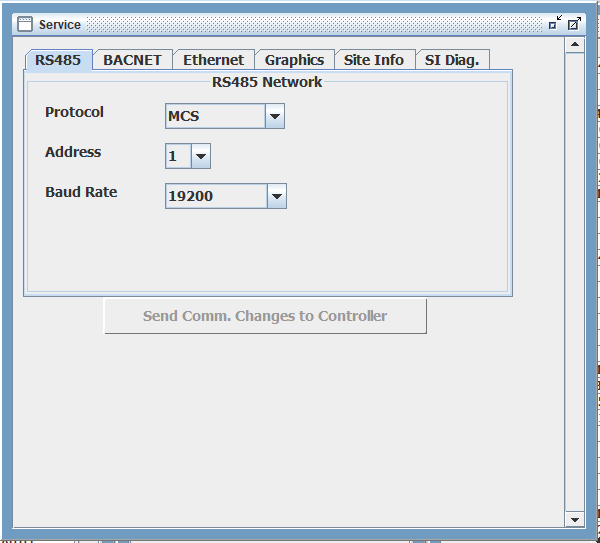 Service
RS485 BACNET Ethernet Graphics Site Info SI Diag.
RS485 Network
Protocol MCS
Address 1
Baud Rate 19200
Send Comm. Changes to Controller